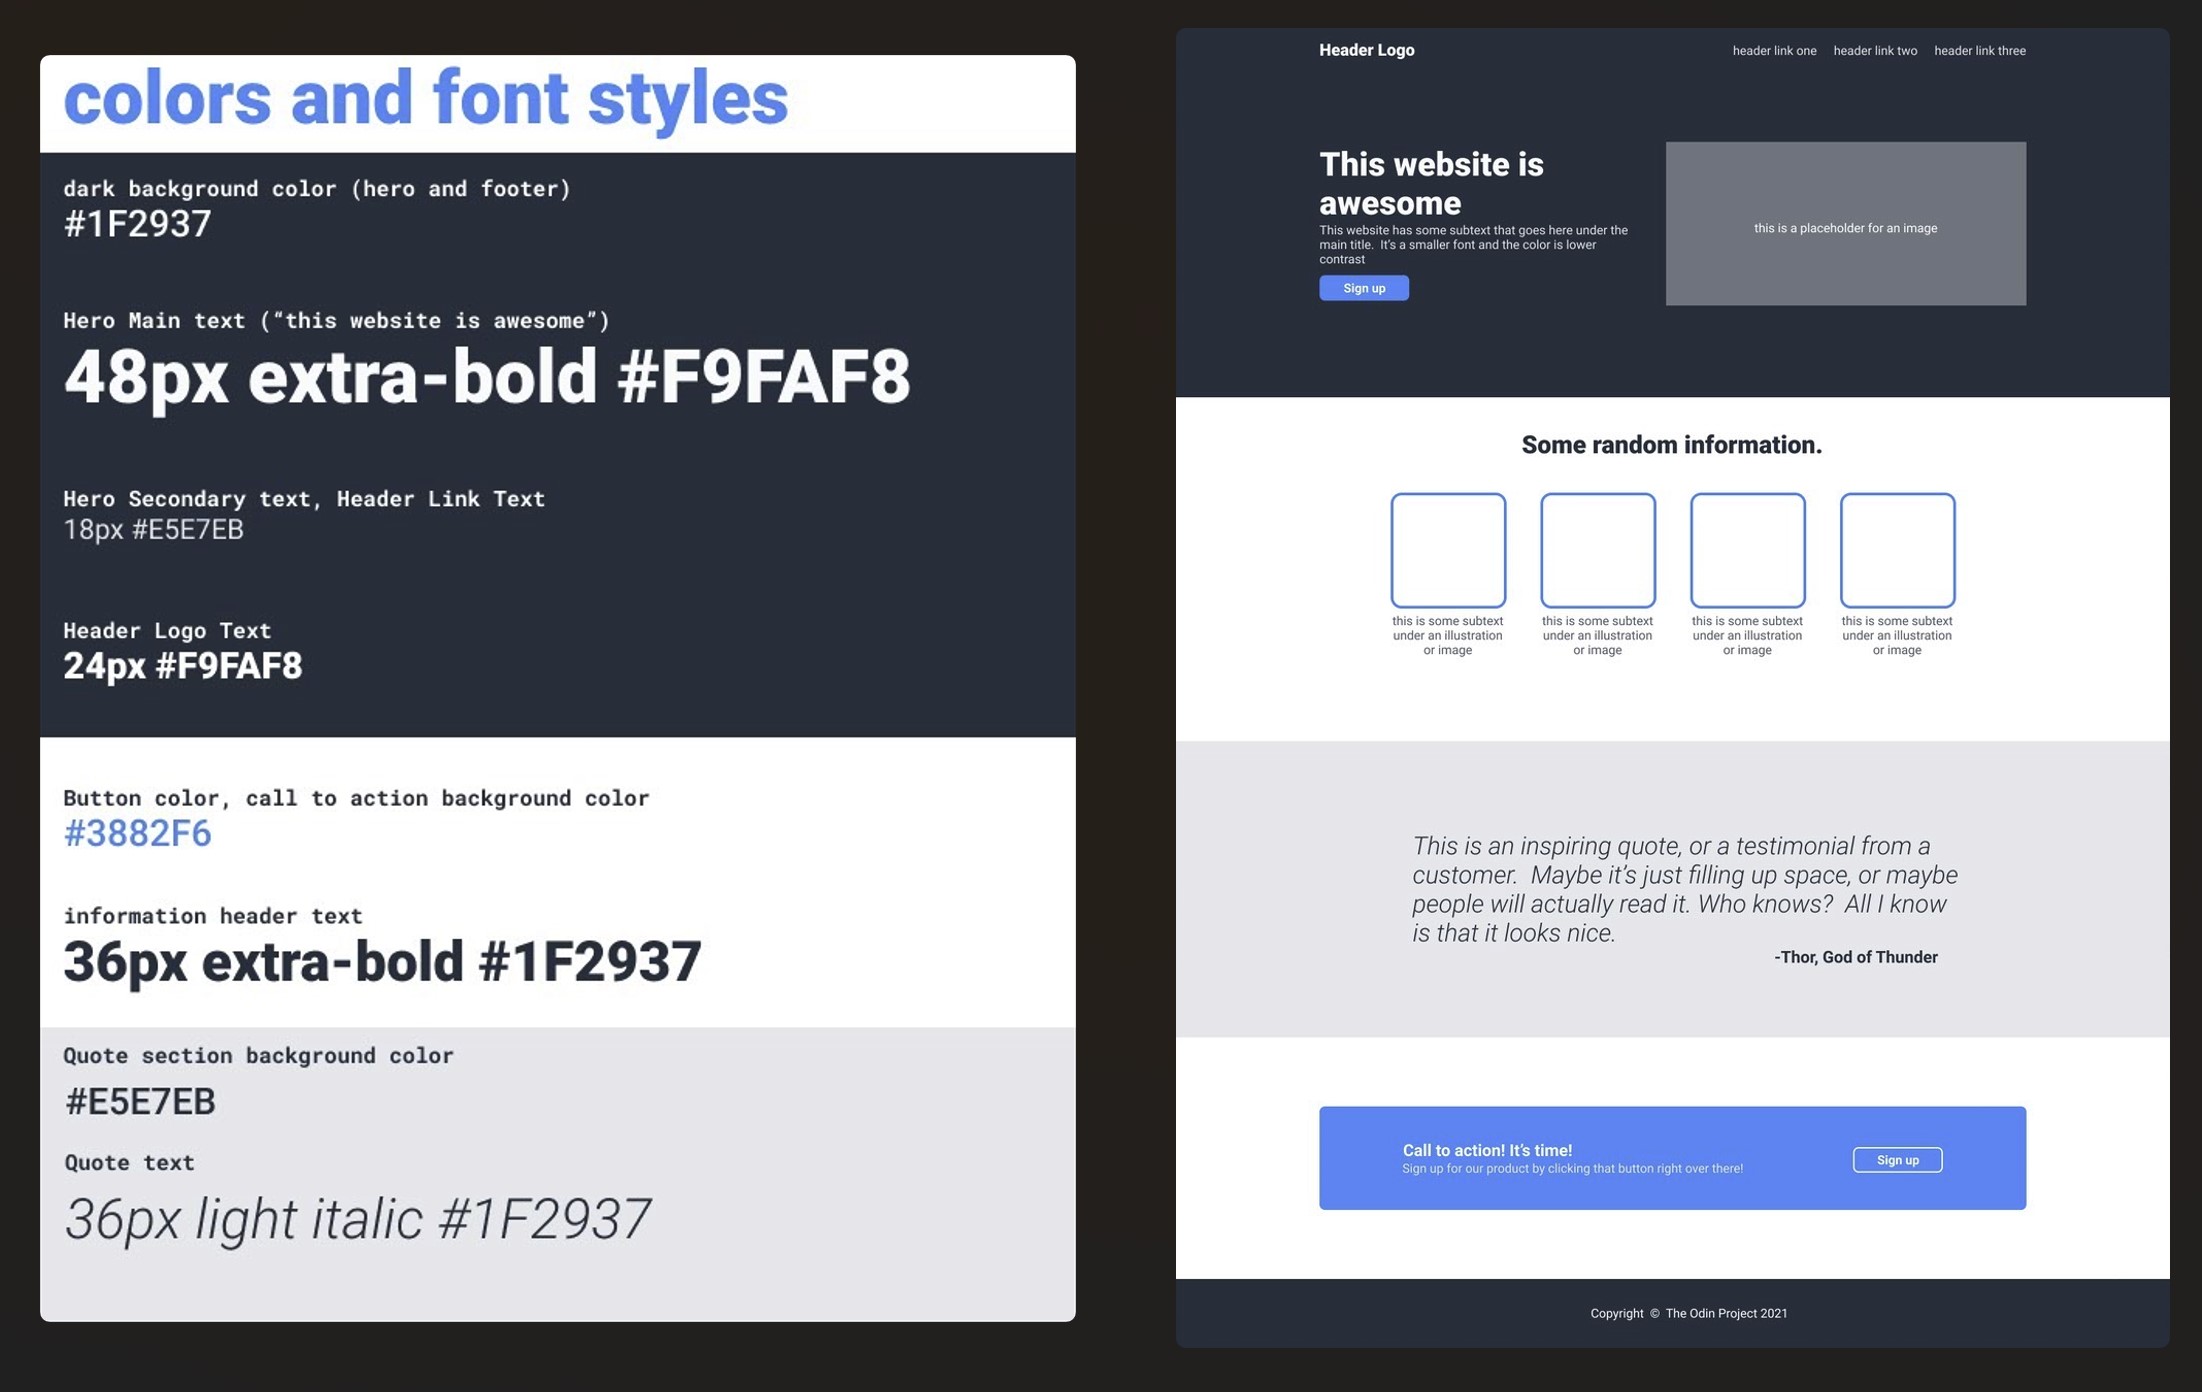 colors and font styles
dark background color (hero and footer)
#1F2937
Hero Main text (“this website is awesome”)
48px extra-bold #F9FAF8
Hero Secondary text, Header Link Text
18px #E5E7EB
Header Logo Text
24px #F9FAF8
Button color, call to action background color
#3882F6
information header text
36px extra-bold #1F2937
Quote section background color
#E5E7EB
Quote text
36px light italic #1F2937
Header Logo
header link one
header link two
header link three
This website is
awesome
This website has some subtext that goes here under the
main title.  It’s a smaller font and the color is lower
contrast
Sign up
this is a placeholder for an image
Some random information.
this is some subtext
under an illustration
or image
this is some subtext
under an illustration
or image
this is some subtext
under an illustration
or image
this is some subtext
under an illustration
or image
This is an inspiring quote, or a testimonial from a
customer.  Maybe it’s just filling up space, or maybe
people will actually read it. Who knows?  All I know
is that it looks nice.
-Thor, God of Thunder
Call to action! It’s time!
Sign up for our product by clicking that button right over there!
Sign up
Copyright © The Odin Project 2021